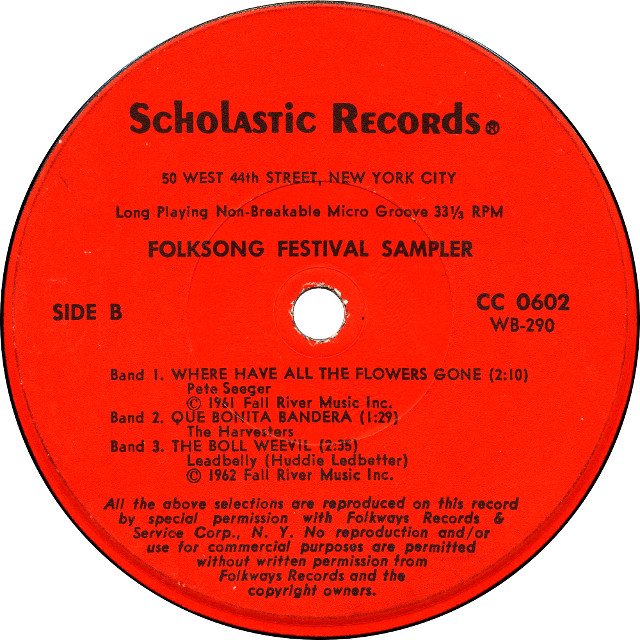 Scholastic Records®
50 WEST 44th STREET, NEW YORK CITY
Long Playing Non-Breakable Micro Groove 33⅓ RPM
FOLKSONG FESTIVAL SAMPLER
SIDE B
CC 0602
WB-290
Band 1. WHERE HAVE ALL THE FLOWERS GONE (2:10)
Pete Seeger
© 1961 Fall River Music Inc.
Band 2. QUE BONITA BANDERA (1:29)
The Harvesters
Band 3. THE BOLL WEEVIL (2:35)
Leadbelly (Huddie Ledbetter)
© 1962 Fall River Music Inc.
All the above selections are reproduced on this record
by special permission with Folkways Records &
Service Corp., N. Y. No reproduction and/or
use for commercial purposes are permitted
without written permission from
Folkways Records and the
copyright owners.